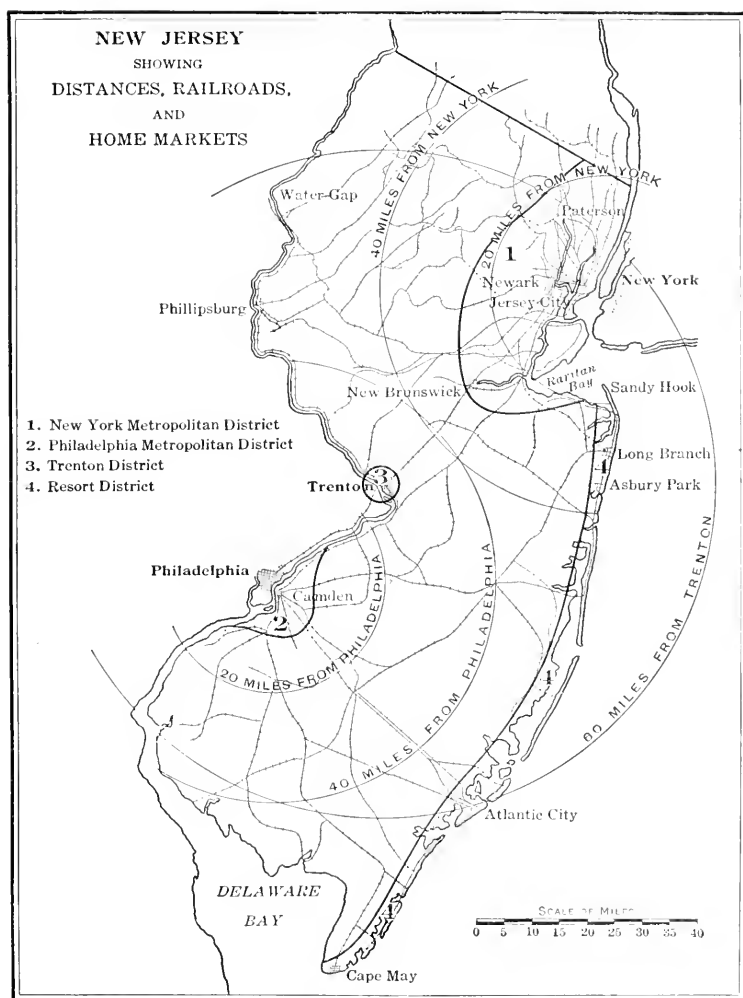 NEW JERSEY
SHOWING
DISTANCES, RAILROADS,
AND
HOME MARKETS
40 MILES FROM NEW YORK
20 MILES FROM NEW YORK
Water Gap
Paterson
1
Newark
New York
Jersey City
Phillipsburg
New Brunswick
Raritan
Bay
Sandy Hook
1. New York Metropolitan District
2. Philadelphia Metropolitan District
3. Trenton District
4. Resort District
Long Branch
4
Asbury Park
3
Trenton
Philadelphia
Camden
2
20 MILES FROM PHILADELPHIA
40 MILES FROM PHILADELPHIA
60 MILES FROM TRENTON
4
Atlantic City
DELAWARE
BAY
4
SCALE OF MILES
0 5 10 15 20 25 30 35 40
Cape May